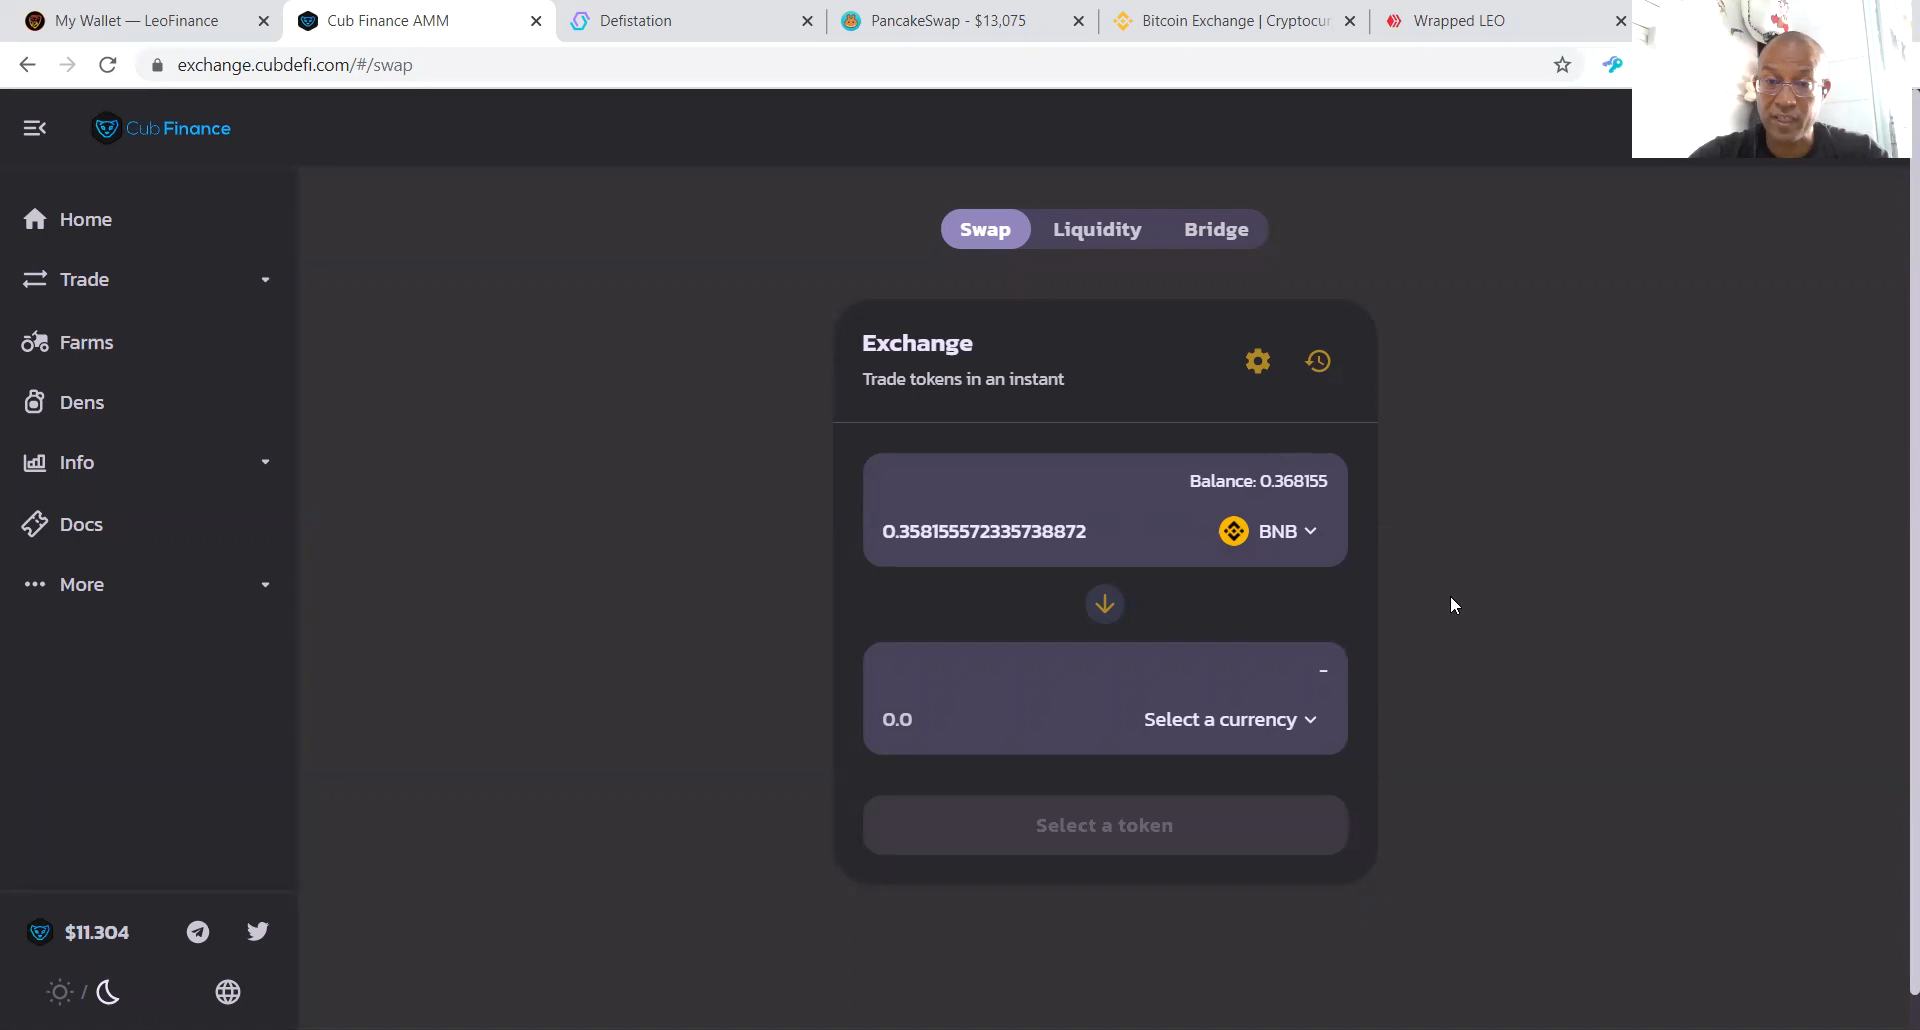 My Wallet — LeoFinance
Cub Finance AMM
Defistation
PancakeSwap - $13,075
Bitcoin Exchange | Cryptocur
Wrapped LEO
exchange.cubdefi.com/#/swap
Cub Finance
Home
Trade
Farms
Dens
Info
Docs
More
$11.304
/
Swap
Liquidity
Bridge
Exchange
Trade tokens in an instant
Balance: 0.368155
0.358155572335738872
BNB
-
0.0
Select a currency
Select a token